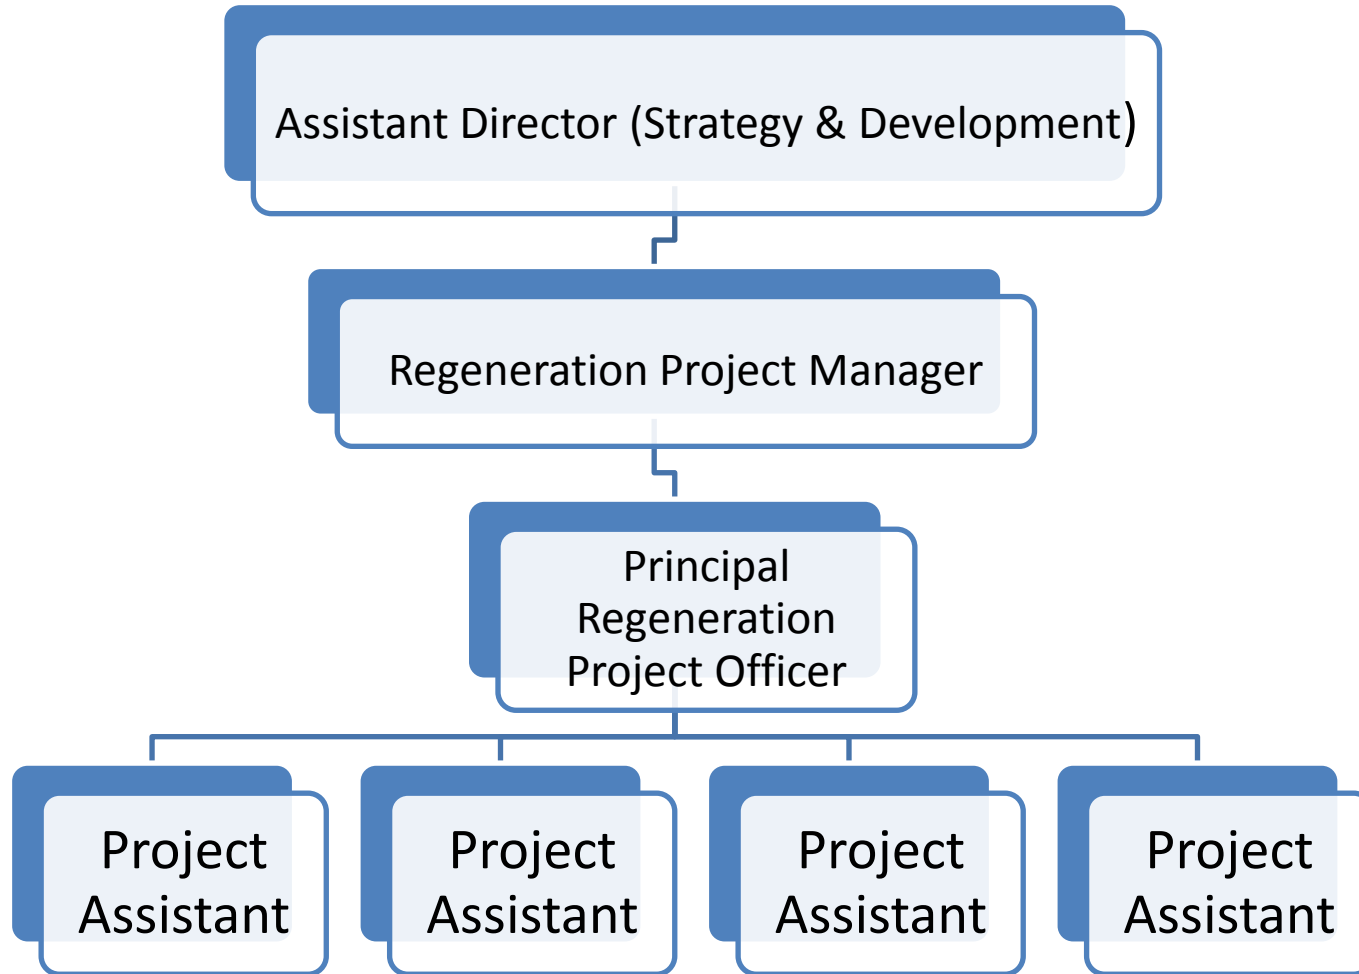 Assistant Director (Strategy & Development)
Regeneration Project Manager
Principal
Regeneration
Project Officer
Project
Assistant
Project
Assistant
Project
Assistant
Project
Assistant